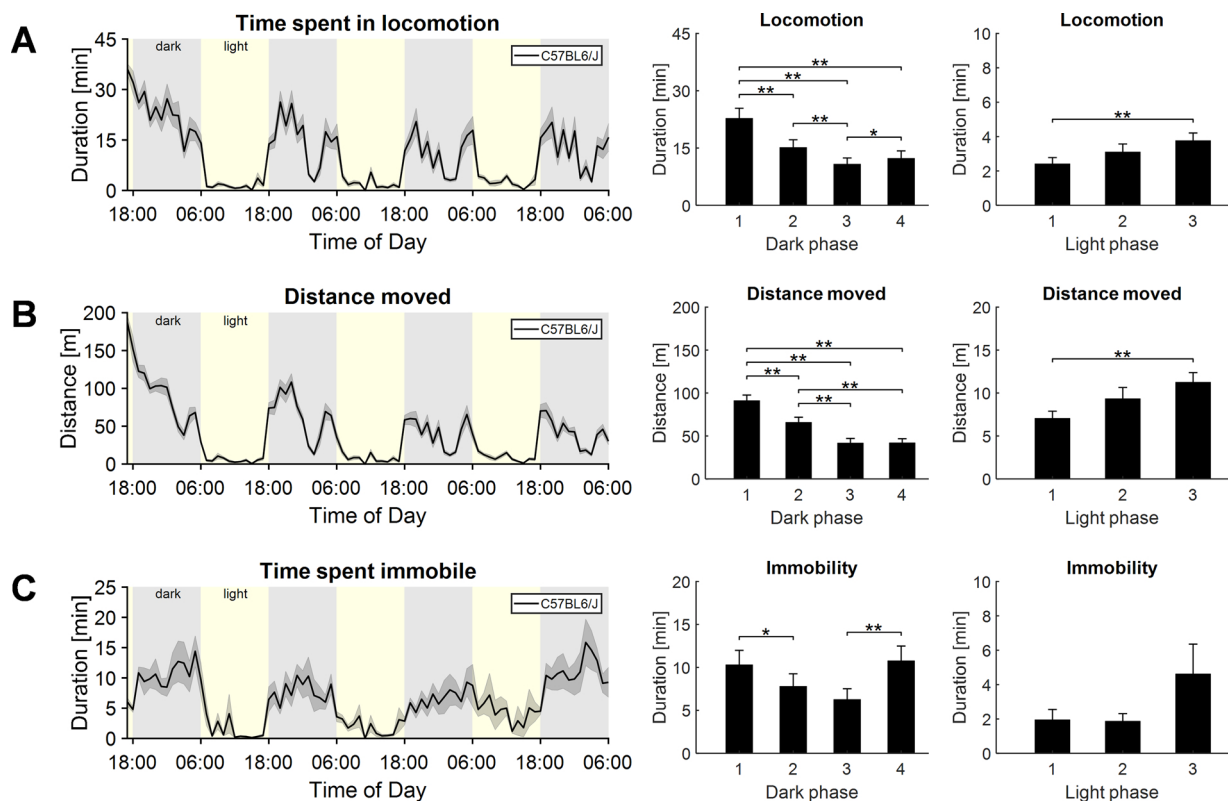 A
Time spent in locomotion
Duration [min]
45
30
15
0
dark
light
C57BL6/J
18:00 06:00 18:00 06:00 18:00 06:00 18:00 06:00
Time of Day
Locomotion
Duration [min]
45
30
15
0
**
**
**
**
*
1 2 3 4
Dark phase
Locomotion
Duration [min]
10
8
6
4
2
0
**
1 2 3
Light phase
B
Distance moved
Distance [m]
200
150
100
50
0
dark
light
C57BL6/J
18:00 06:00 18:00 06:00 18:00 06:00 18:00 06:00
Time of Day
Distance moved
Distance [m]
200
150
100
50
0
**
**
**
**
**
1 2 3 4
Dark phase
Distance moved
Distance [m]
20
15
10
5
0
**
1 2 3
Light phase
C
Time spent immobile
Duration [min]
25
20
15
10
5
0
dark
light
C57BL6/J
18:00 06:00 18:00 06:00 18:00 06:00 18:00 06:00
Time of Day
Immobility
Duration [min]
20
15
10
5
0
*
**
1 2 3 4
Dark phase
Immobility
Duration [min]
10
8
6
4
2
0
1 2 3
Light phase